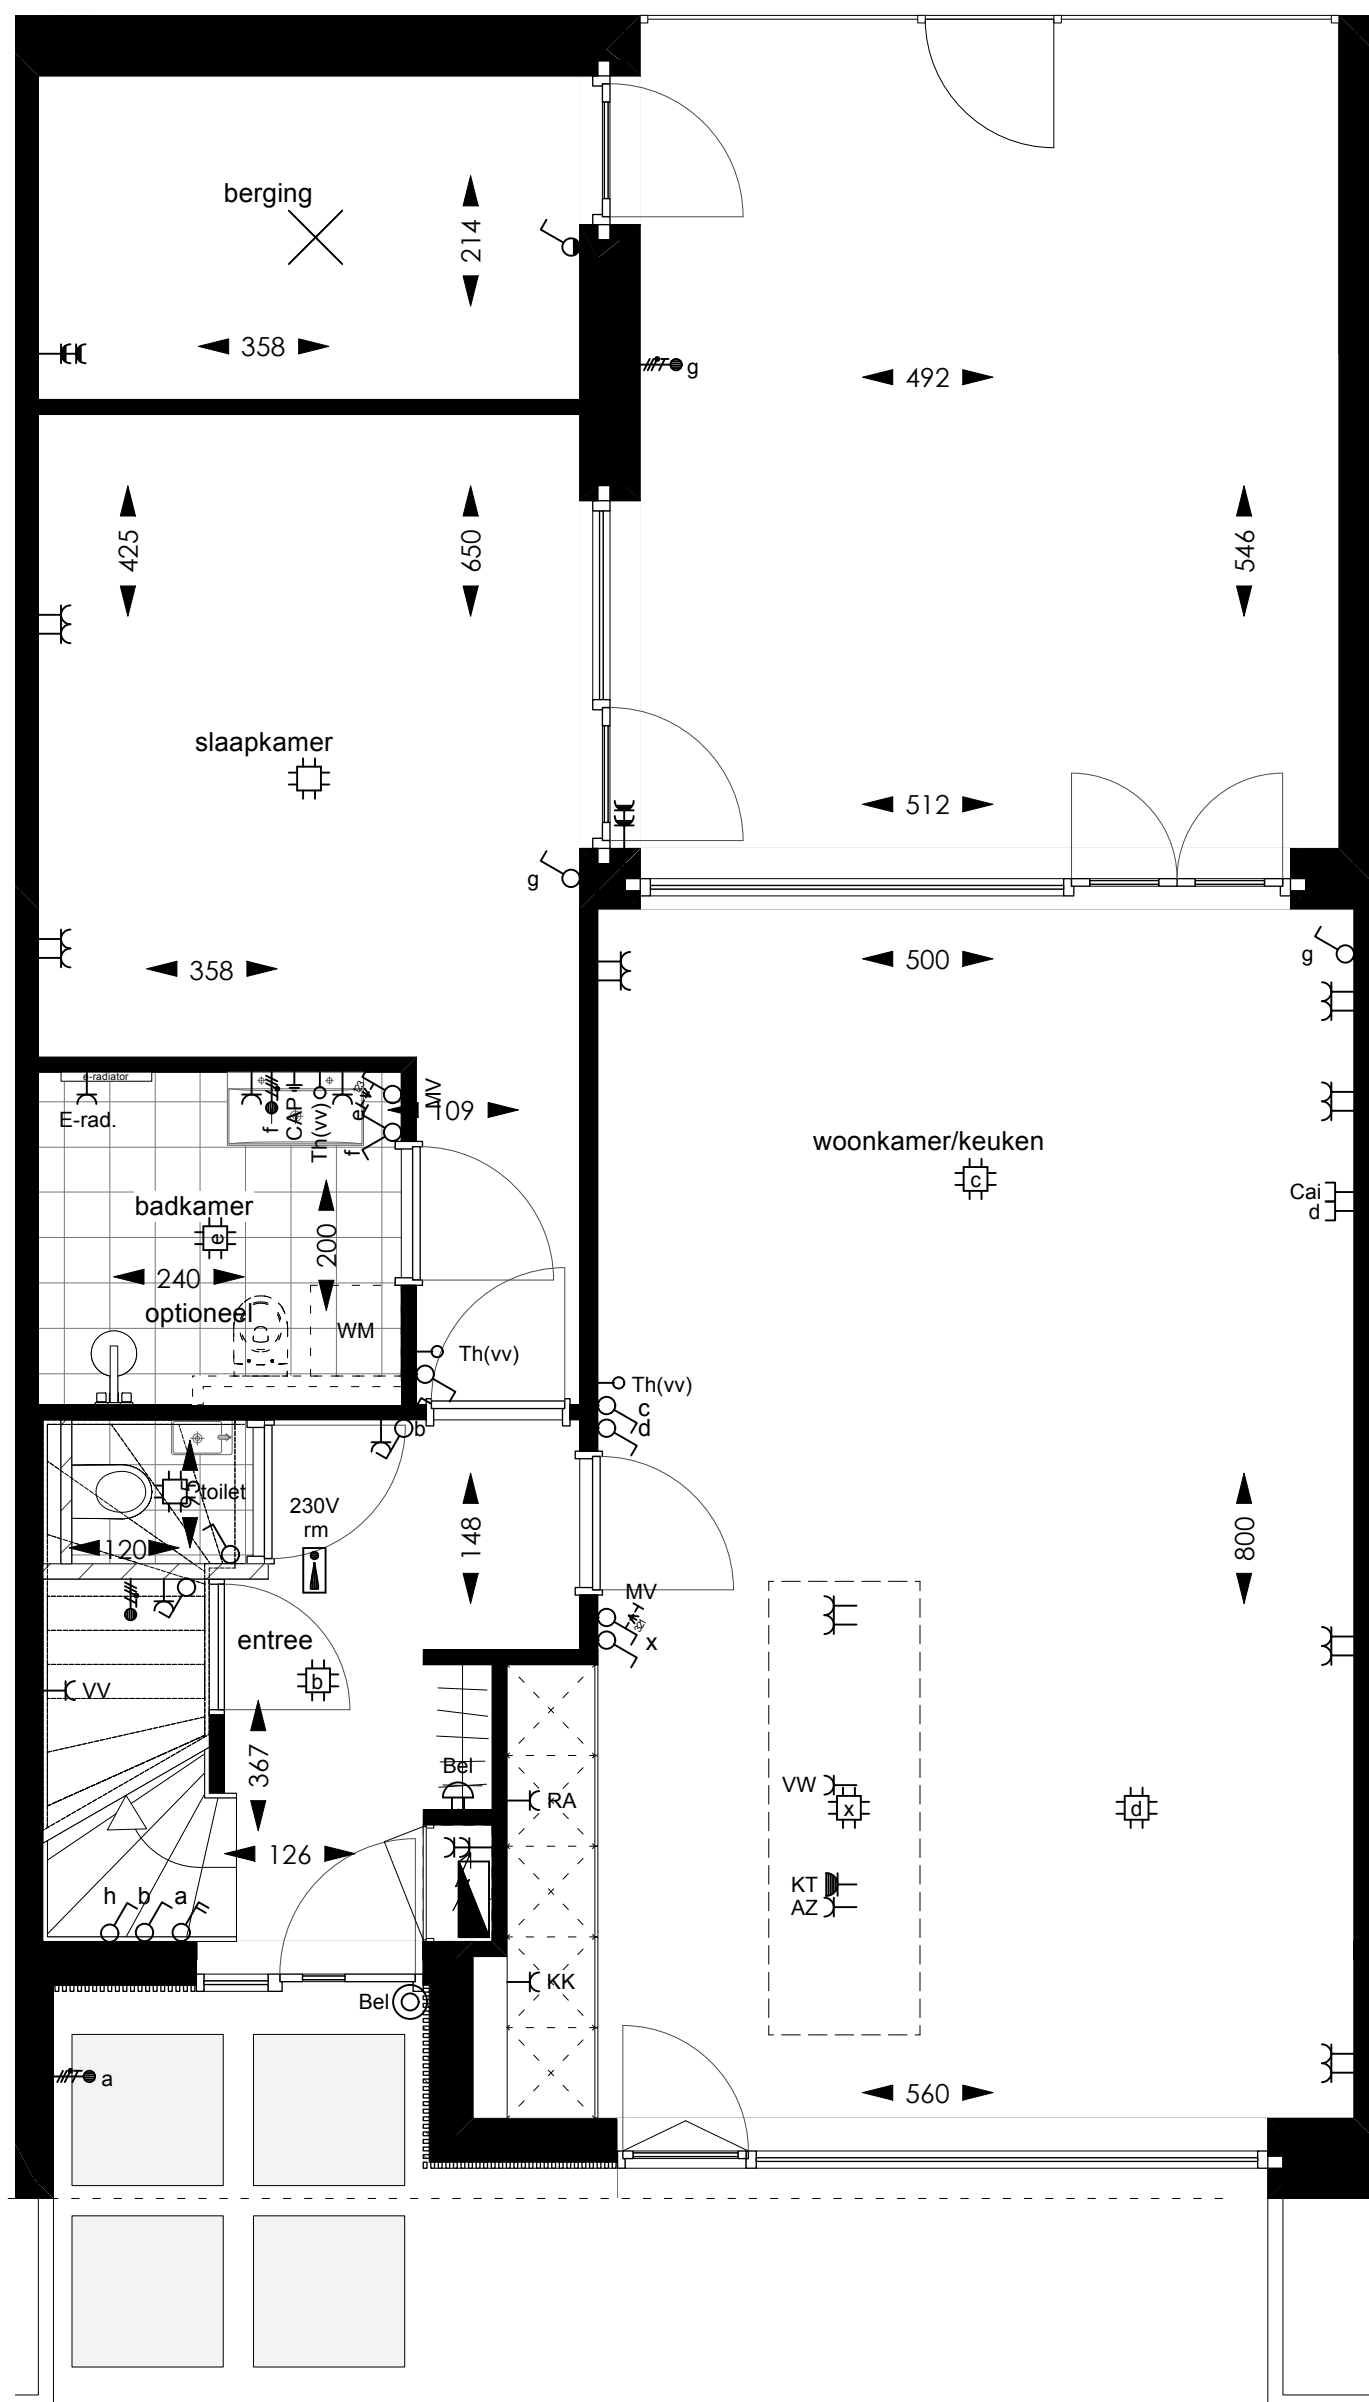 berging
214
358
g
492
425
650
546
slaapkamer
512
g
358
500
g
e-radiator
E-rad.
f
CAP
Th(vv)
e
f
MV
109
woonkamer/keuken
c
Cai
d
badkamer
e
200
240
optioneel
WM
Th(vv)
Th(vv)
c
d
b
95
toilet
120
230V
rm
148
800
MV
x
entree
b
VV
367
Bel
RA
VW
x
d
126
KT
AZ
h
b
a
KK
Bel
a
560